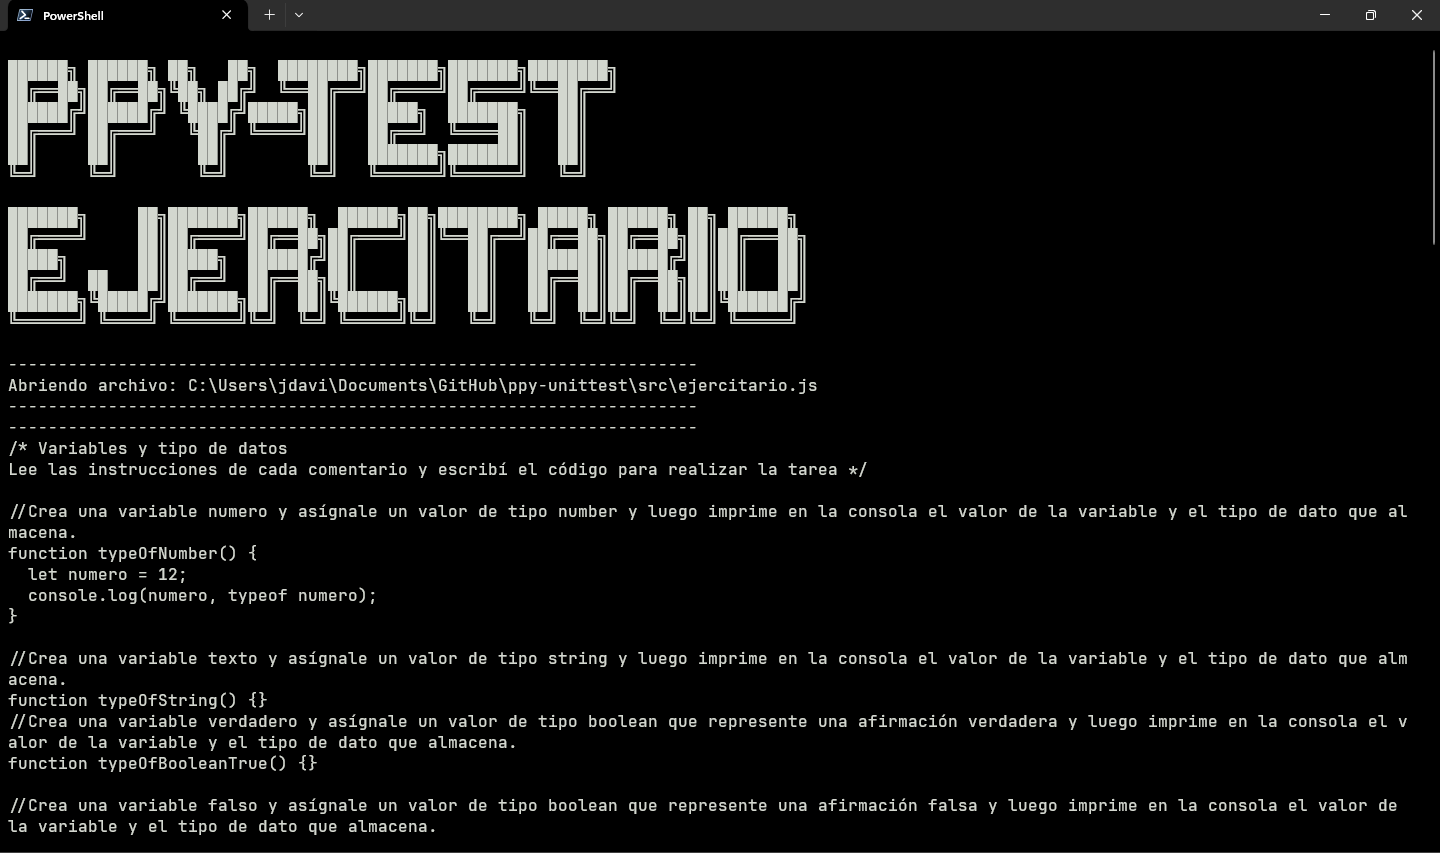 PowerShell
PPY-TEST
EJERCITARIO
---------------------------------------------------------------------
Abriendo archivo: C:\Users\jdavi\Documents\GitHub\ppy-unittest\src\ejercitario.js
---------------------------------------------------------------------
---------------------------------------------------------------------
/* Variables y tipo de datos
Lee las instrucciones de cada comentario y escribí el código para realizar la tarea */
//Crea una variable numero y asígnale un valor de tipo number y luego imprime en la consola el valor de la variable y el tipo de dato que al
macena.
function typeOfNumber() {
  let numero = 12;
  console.log(numero, typeof numero);
}
//Crea una variable texto y asígnale un valor de tipo string y luego imprime en la consola el valor de la variable y el tipo de dato que alm
acena.
function typeOfString() {}
//Crea una variable verdadero y asígnale un valor de tipo boolean que represente una afirmación verdadera y luego imprime en la consola el v
alor de la variable y el tipo de dato que almacena.
function typeOfBooleanTrue() {}
//Crea una variable falso y asígnale un valor de tipo boolean que represente una afirmación falsa y luego imprime en la consola el valor de
la variable y el tipo de dato que almacena.